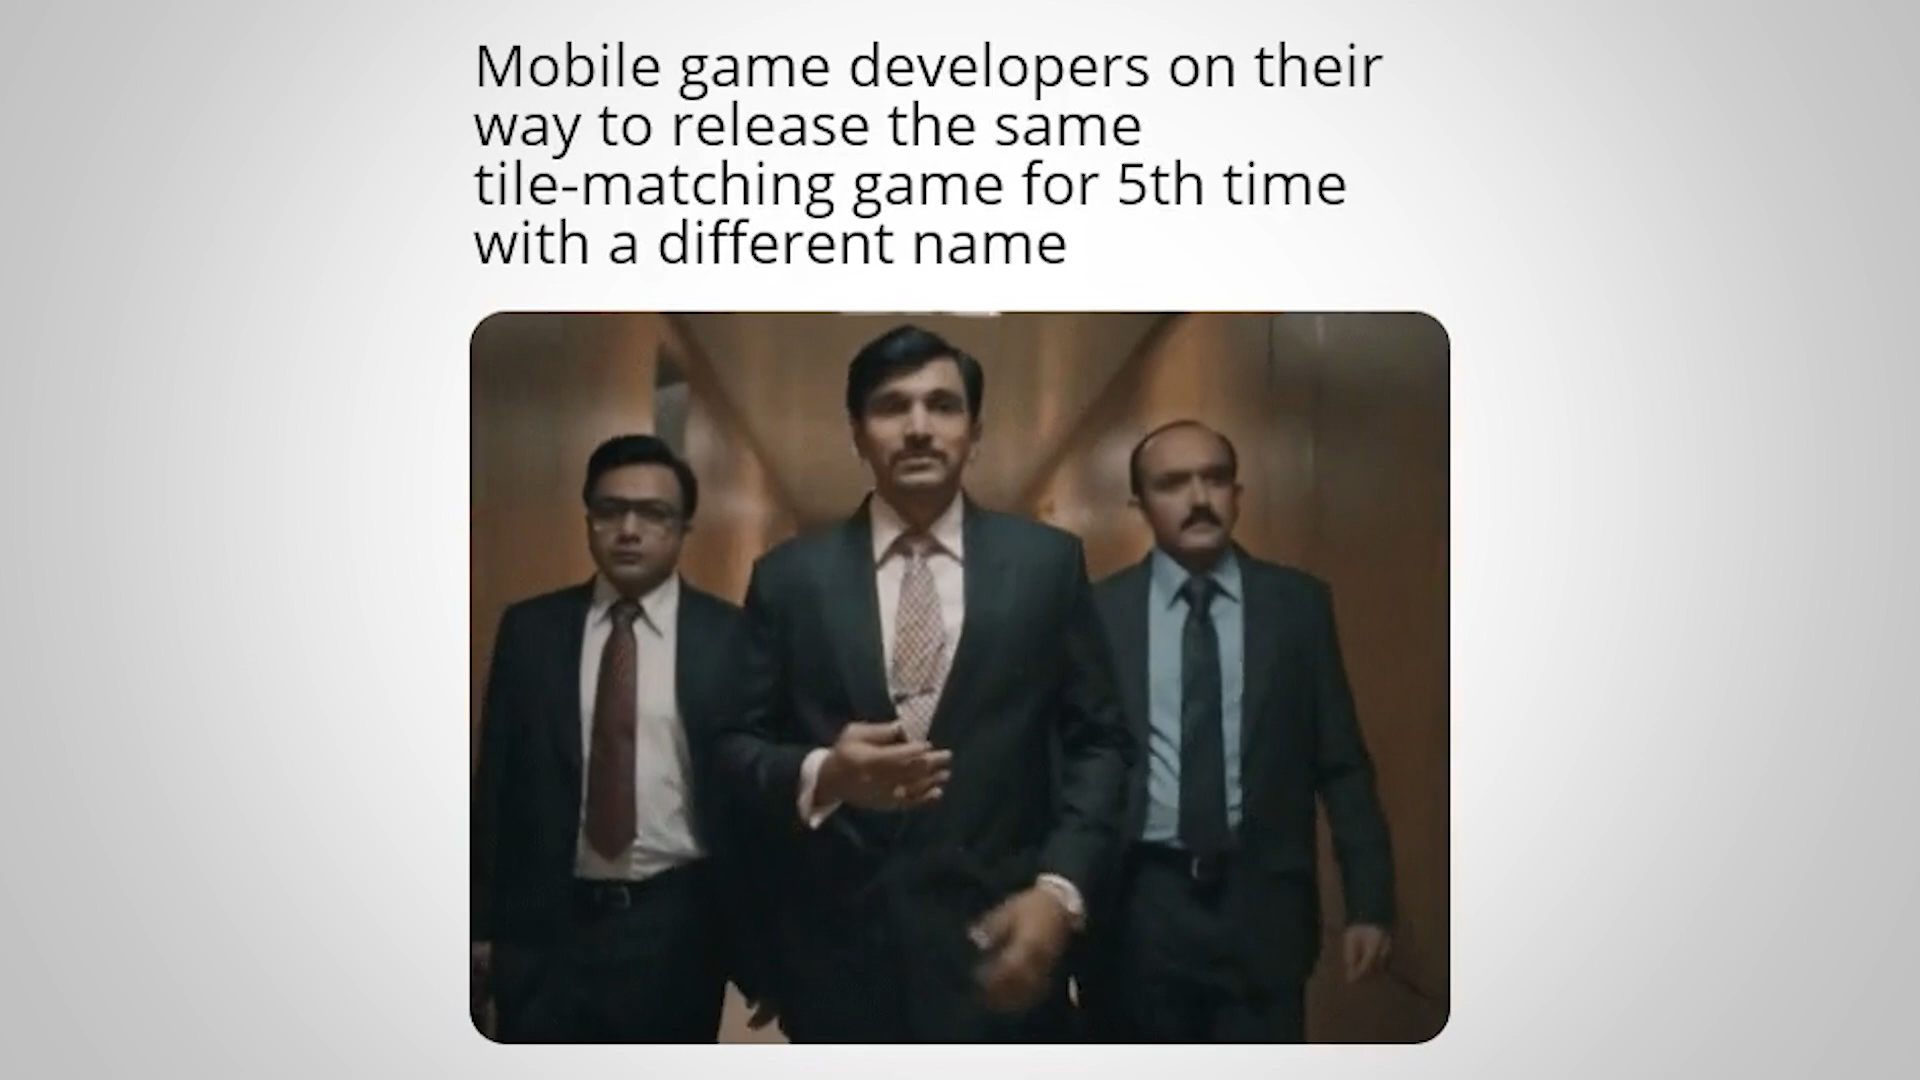 Mobile game developers on their
way to release the same
tile-matching game for 5th time
with a different name